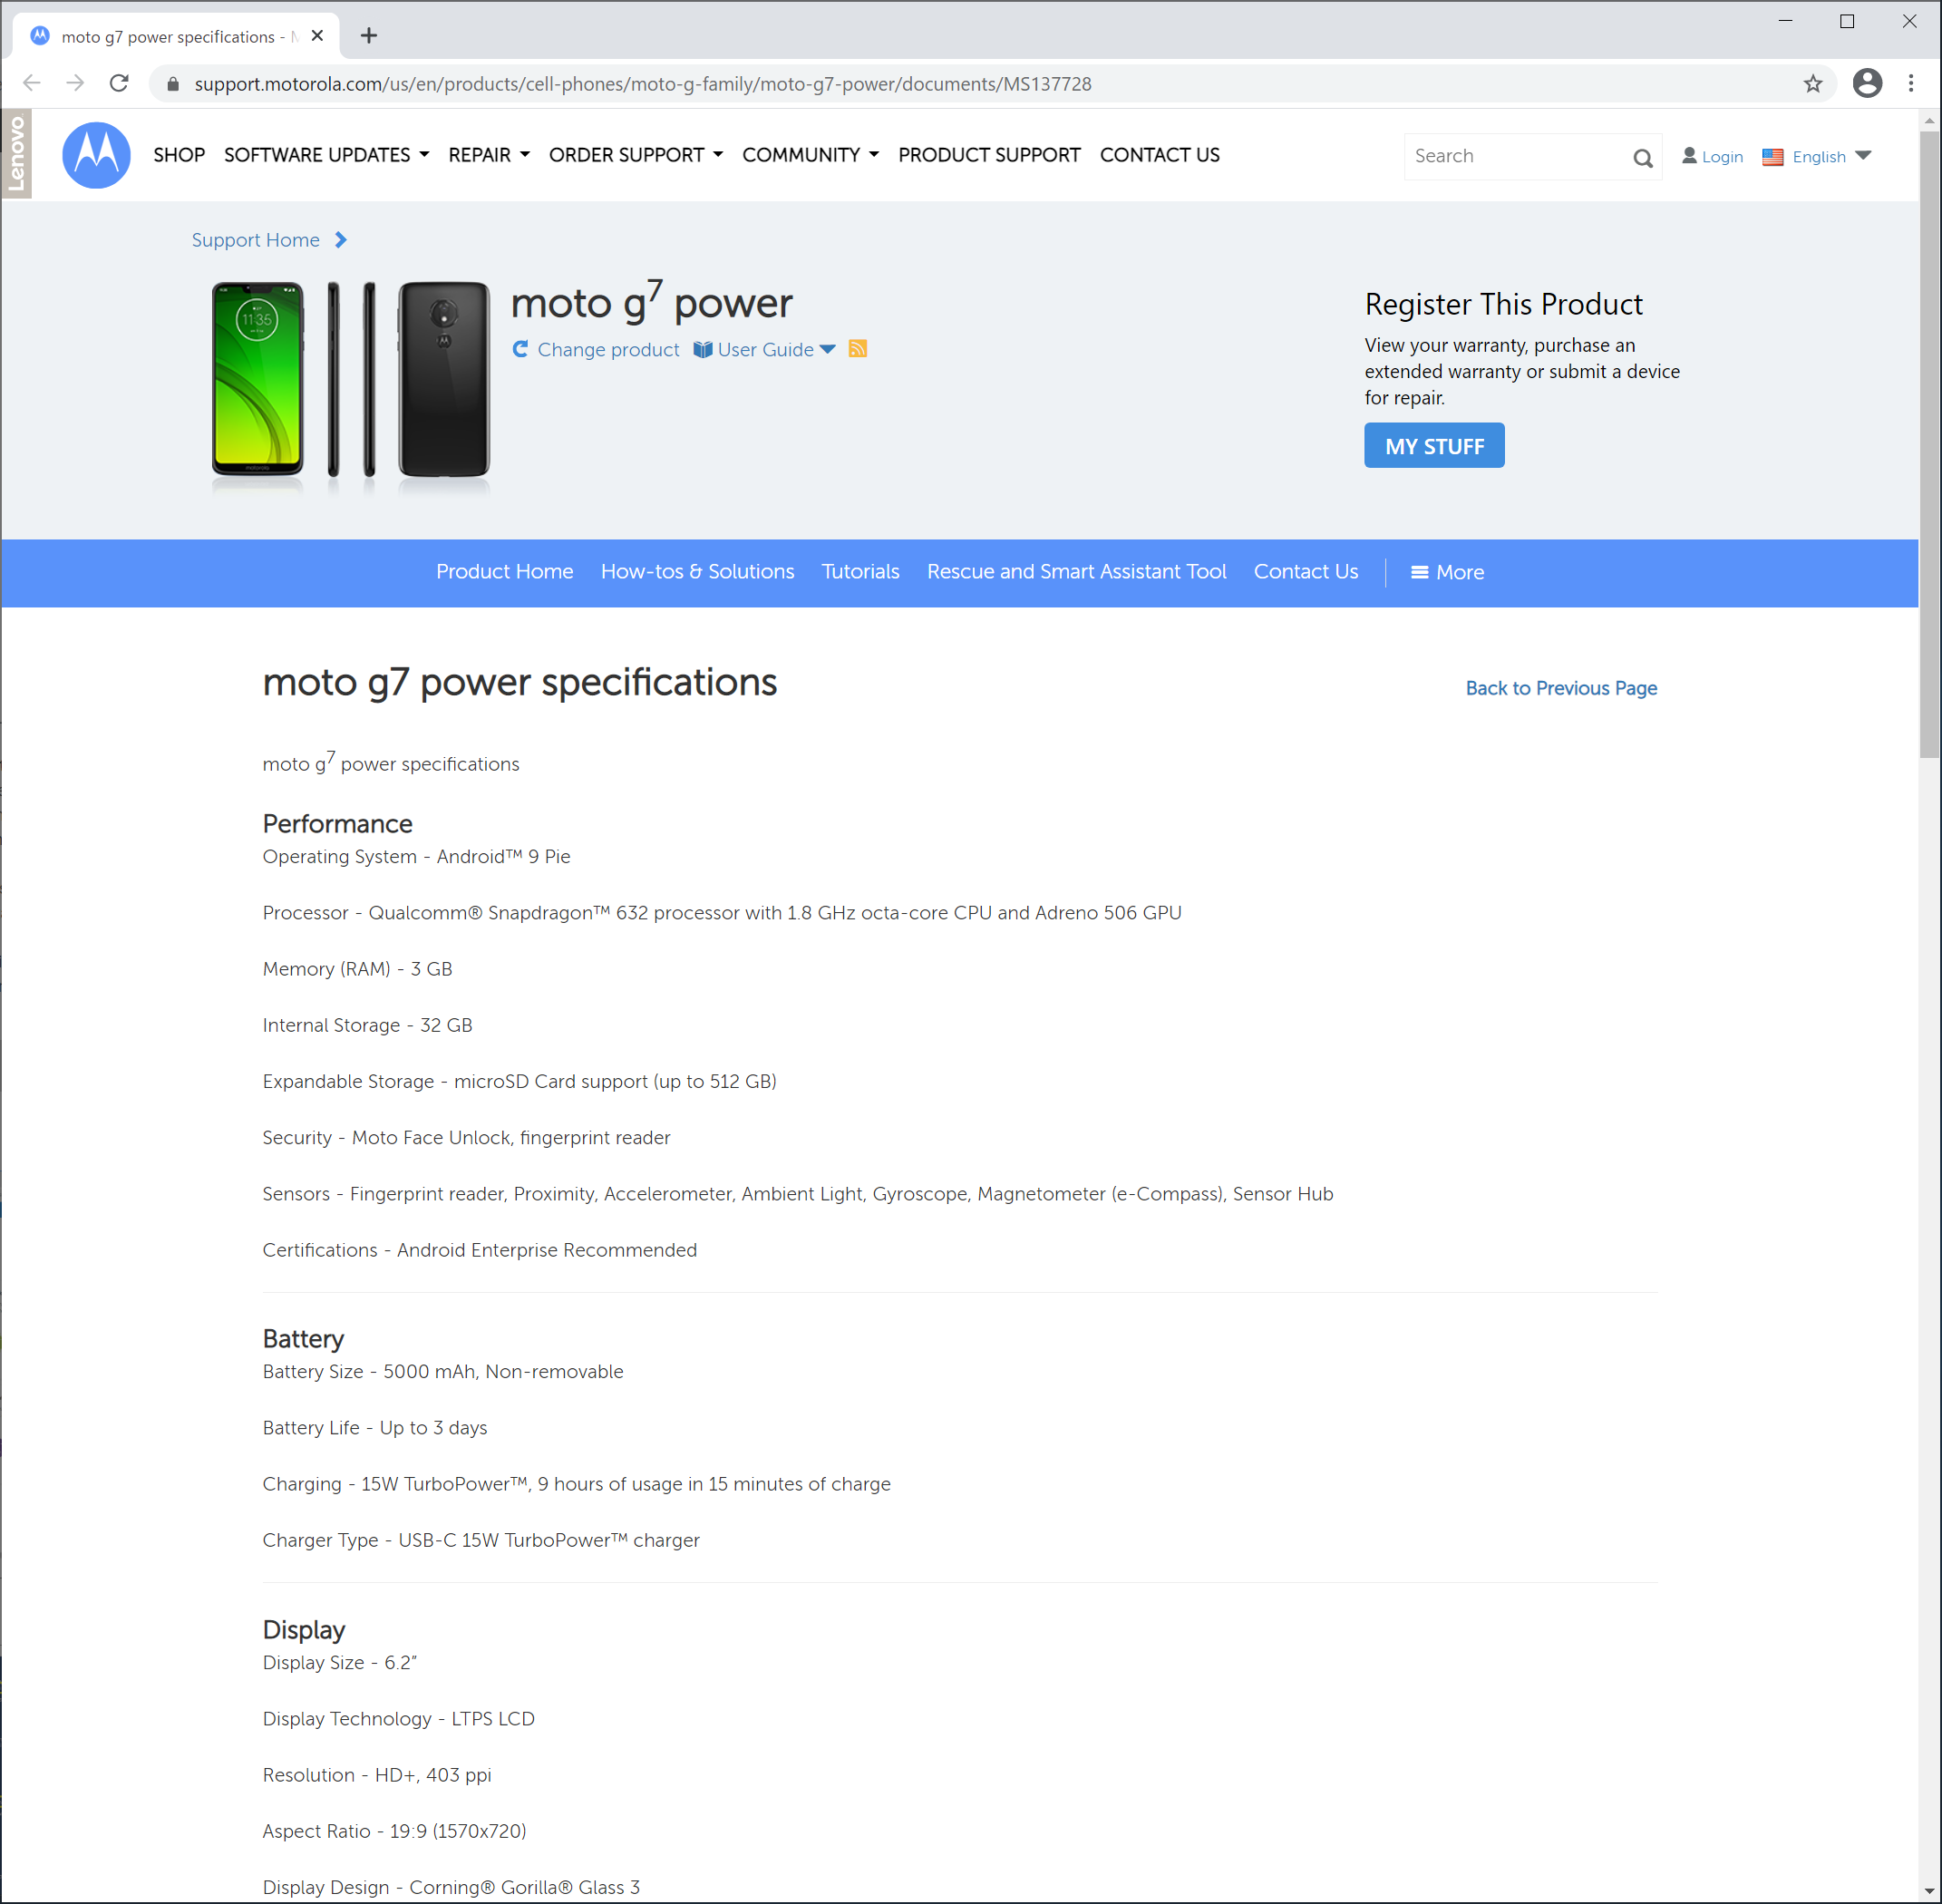 moto g7 power specifications -
support.motorola.com/us/en/products/cell-phones/moto-g-family/moto-g7-power/documents/MS137728
Lenovo
SHOP SOFTWARE UPDATES REPAIR ORDER SUPPORT COMMUNITY PRODUCT SUPPORT CONTACT US
Search
Login
English
Support Home
11:35
motorola
moto g7 power
Change product User Guide
Register This Product
View your warranty, purchase an
extended warranty or submit a device
for repair.
MY STUFF
Product Home How-tos & Solutions Tutorials Rescue and Smart Assistant Tool Contact Us More
moto g7 power specifications
Back to Previous Page
moto g7 power specifications
Performance
Operating System - Android™ 9 Pie
Processor - Qualcomm® Snapdragon™ 632 processor with 1.8 GHz octa-core CPU and Adreno 506 GPU
Memory (RAM) - 3 GB
Internal Storage - 32 GB
Expandable Storage - microSD Card support (up to 512 GB)
Security - Moto Face Unlock, fingerprint reader
Sensors - Fingerprint reader, Proximity, Accelerometer, Ambient Light, Gyroscope, Magnetometer (e-Compass), Sensor Hub
Certifications - Android Enterprise Recommended
Battery
Battery Size - 5000 mAh, Non-removable
Battery Life - Up to 3 days
Charging - 15W TurboPower™, 9 hours of usage in 15 minutes of charge
Charger Type - USB-C 15W TurboPower™ charger
Display
Display Size - 6.2”
Display Technology - LTPS LCD
Resolution - HD+, 403 ppi
Aspect Ratio - 19:9 (1570x720)
Display Design - Corning® Gorilla® Glass 3